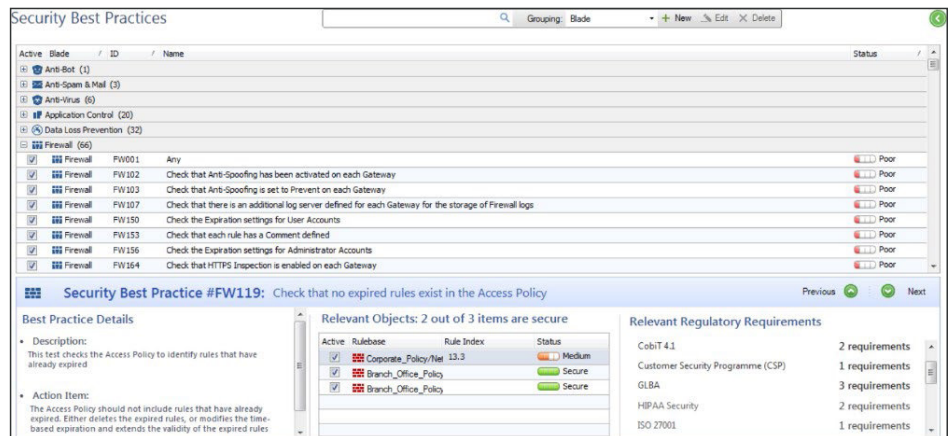 Security Best Practices
Grouping: Blade New Edit Delete
Active Blade / ID / Name Status /
Anti-Bot (1)
Anti-Spam & Mail (3)
Anti-Virus (6)
Application Control (20)
Data Loss Prevention (32)
Firewall (66)
Firewall FW001 Any Poor
Firewall FW102 Check that Anti-Spoofing has been activated on each Gateway Poor
Firewall FW103 Check that Anti-Spoofing is set to Prevent on each Gateway Poor
Firewall FW107 Check that there is an additional log server defined for each Gateway for the storage of Firewall logs Poor
Firewall FW150 Check the Expiration settings for User Accounts Poor
Firewall FW153 Check that each rule has a Comment defined Poor
Firewall FW156 Check the Expiration settings for Administrator Accounts Poor
Firewall FW164 Check that HTTPS Inspection is enabled on each Gateway Poor
Security Best Practice #FW119: Check that no expired rules exist in the Access Policy Previous Next
Best Practice Details
• Description:
This test checks the Access Policy to identify rules that have
already expired
• Action Item:
The Access Policy should not include rules that have already
expired. Either deletes the expired rules, or modifies the time-
based expiration and extends the validity of the expired rules
Relevant Objects: 2 out of 3 items are secure
Active Rulebase Rule Index Status
Corporate_Policy/Net 13.3 Medium
Branch_Office_Policy Secure
Branch_Office_Policy Secure
Relevant Regulatory Requirements
CobiT 4.1 2 requirements
Customer Security Programme (CSP) 1 requirements
GLBA 3 requirements
HIPAA Security 2 requirements
ISO 27001 1 requirements